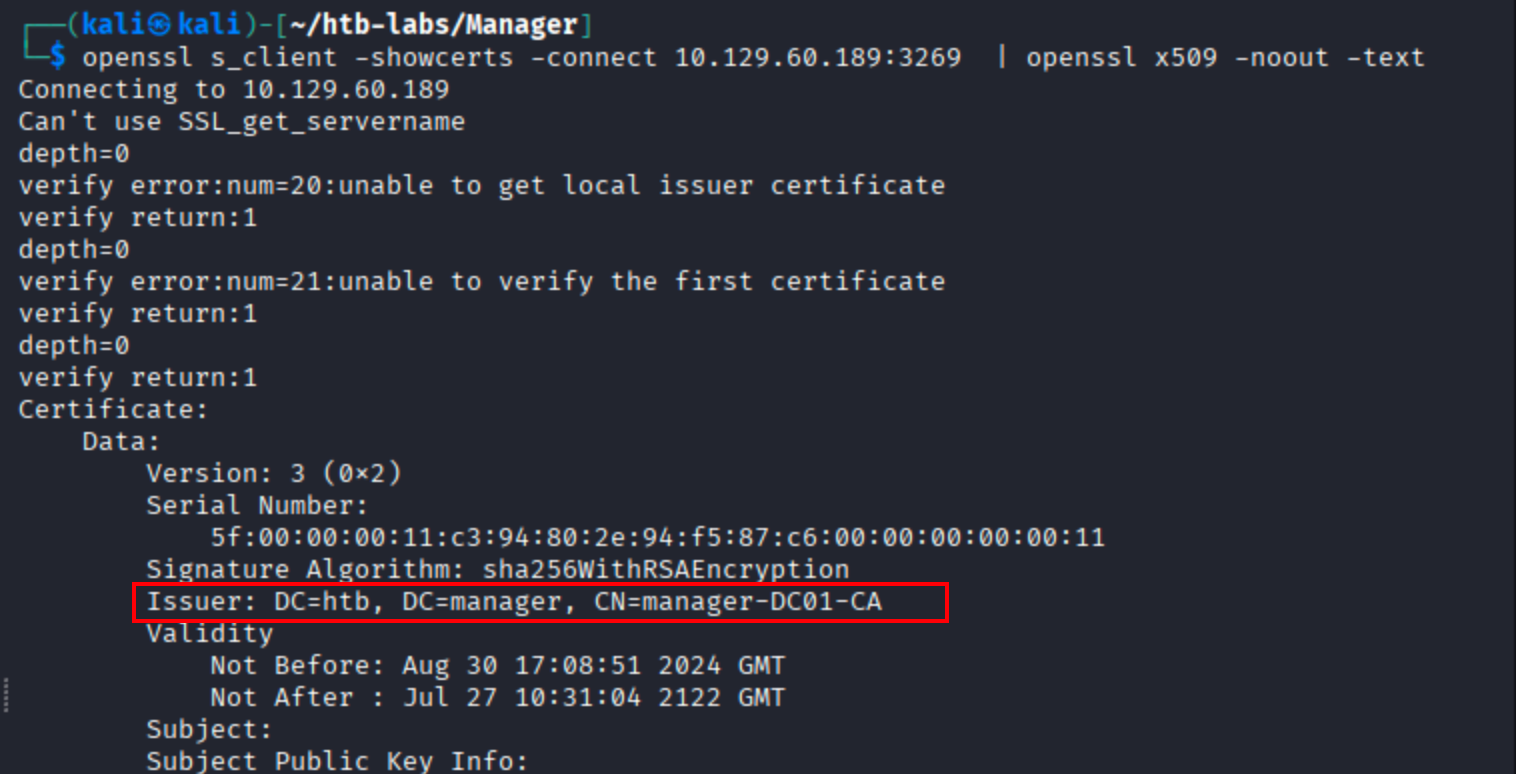 (kali㉿kali)-[~/htb-labs/Manager]
$ openssl s_client -showcerts -connect 10.129.60.189:3269  | openssl x509 -noout -text
Connecting to 10.129.60.189
Can't use SSL_get_servername
depth=0
verify error:num=20:unable to get local issuer certificate
verify return:1
depth=0
verify error:num=21:unable to verify the first certificate
verify return:1
depth=0
verify return:1
Certificate:
    Data:
        Version: 3 (0×2)
        Serial Number:
            5f:00:00:00:11:c3:94:80:2e:94:f5:87:c6:00:00:00:00:00:11
        Signature Algorithm: sha256WithRSAEncryption
        Issuer: DC=htb, DC=manager, CN=manager-DC01-CA
        Validity
            Not Before: Aug 30 17:08:51 2024 GMT
            Not After : Jul 27 10:31:04 2122 GMT
        Subject:
        Subject Public Key Info: